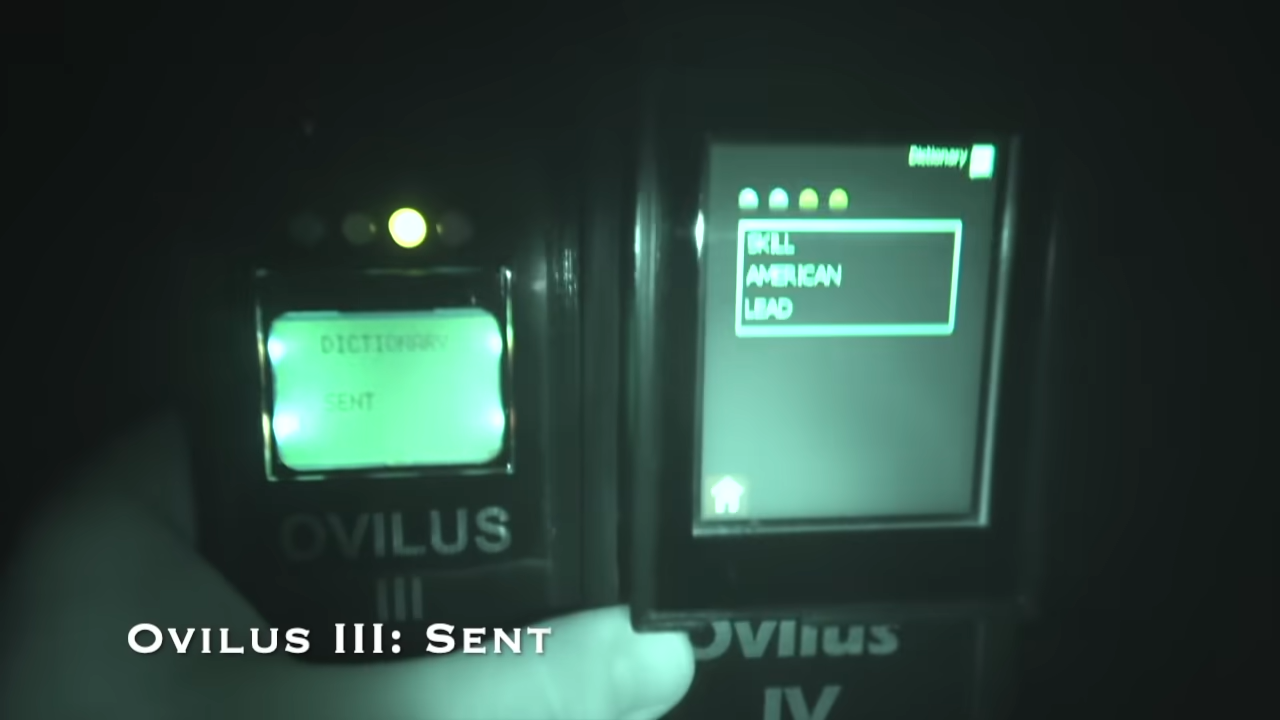 DICTIONARY
SENT
OVILUS
III
Dictionary
SKILL
AMERICAN
LEAD
Ovilus
IV
Ovilus III: Sent